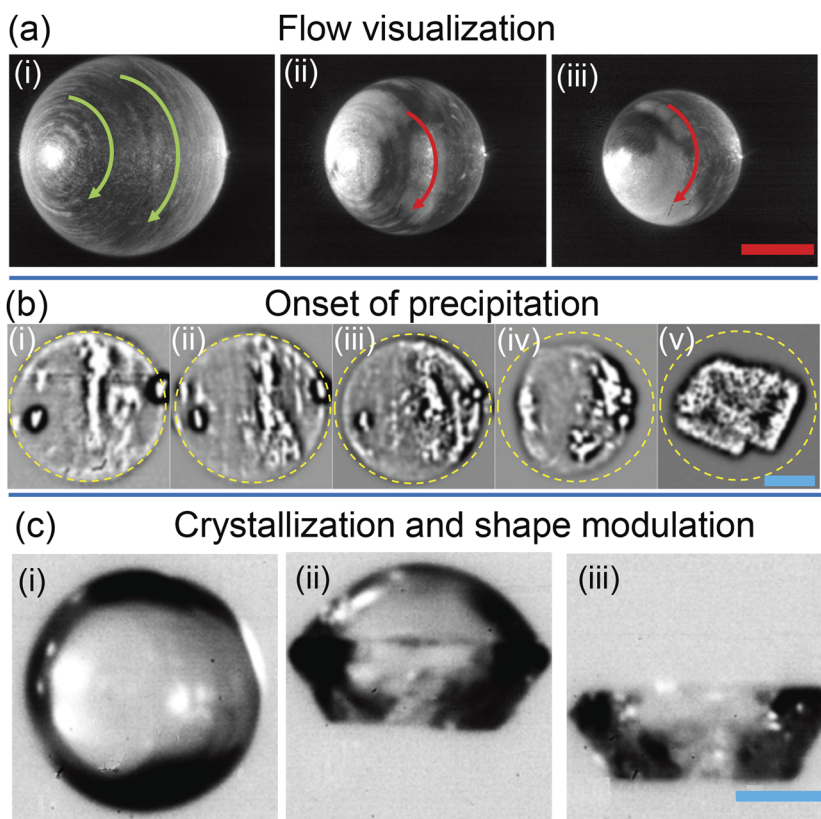 (a) Flow visualization
(i) (ii) (iii)
(b) Onset of precipitation
(i) (ii) (iii) (iv) (v)
(c) Crystallization and shape modulation
(i) (ii) (iii)